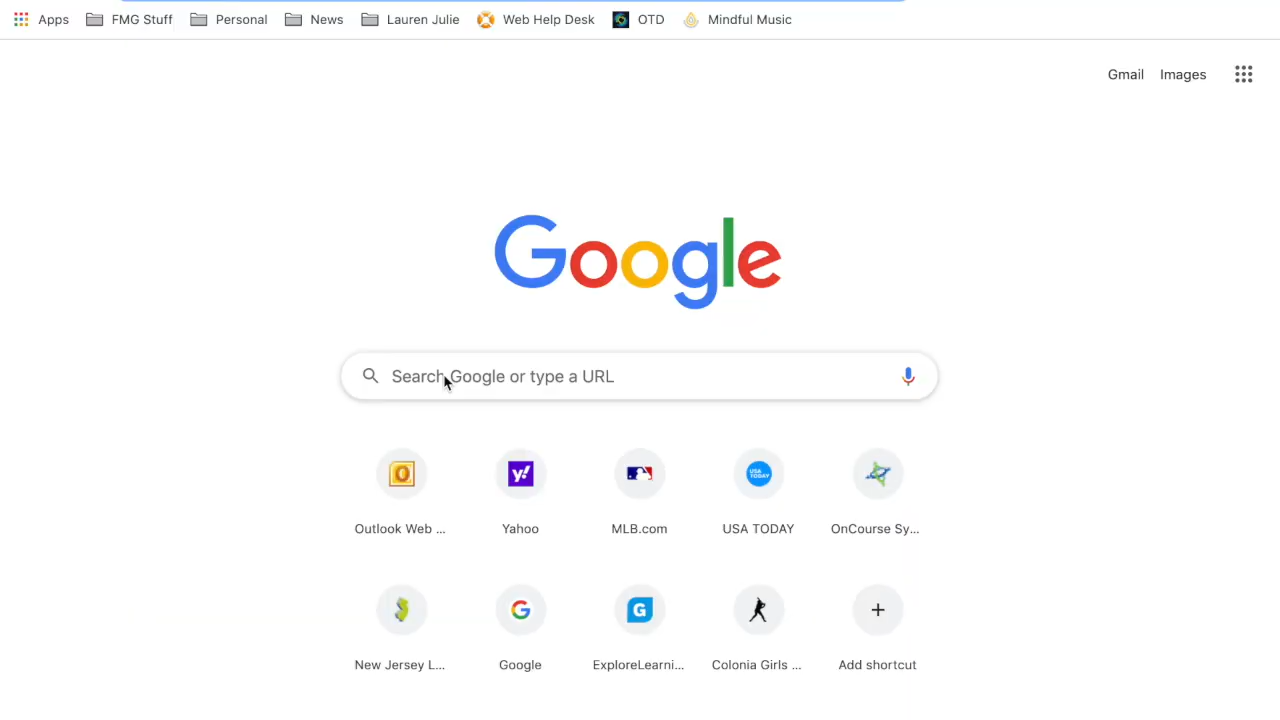 Apps FMG Stuff Personal News Lauren Julie Web Help Desk OTD Mindful Music
Gmail Images
Google
Search Google or type a URL
Outlook Web ... Yahoo MLB.com USA TODAY OnCourse Sy...
New Jersey L... Google ExploreLearni... Colonia Girls ... Add shortcut